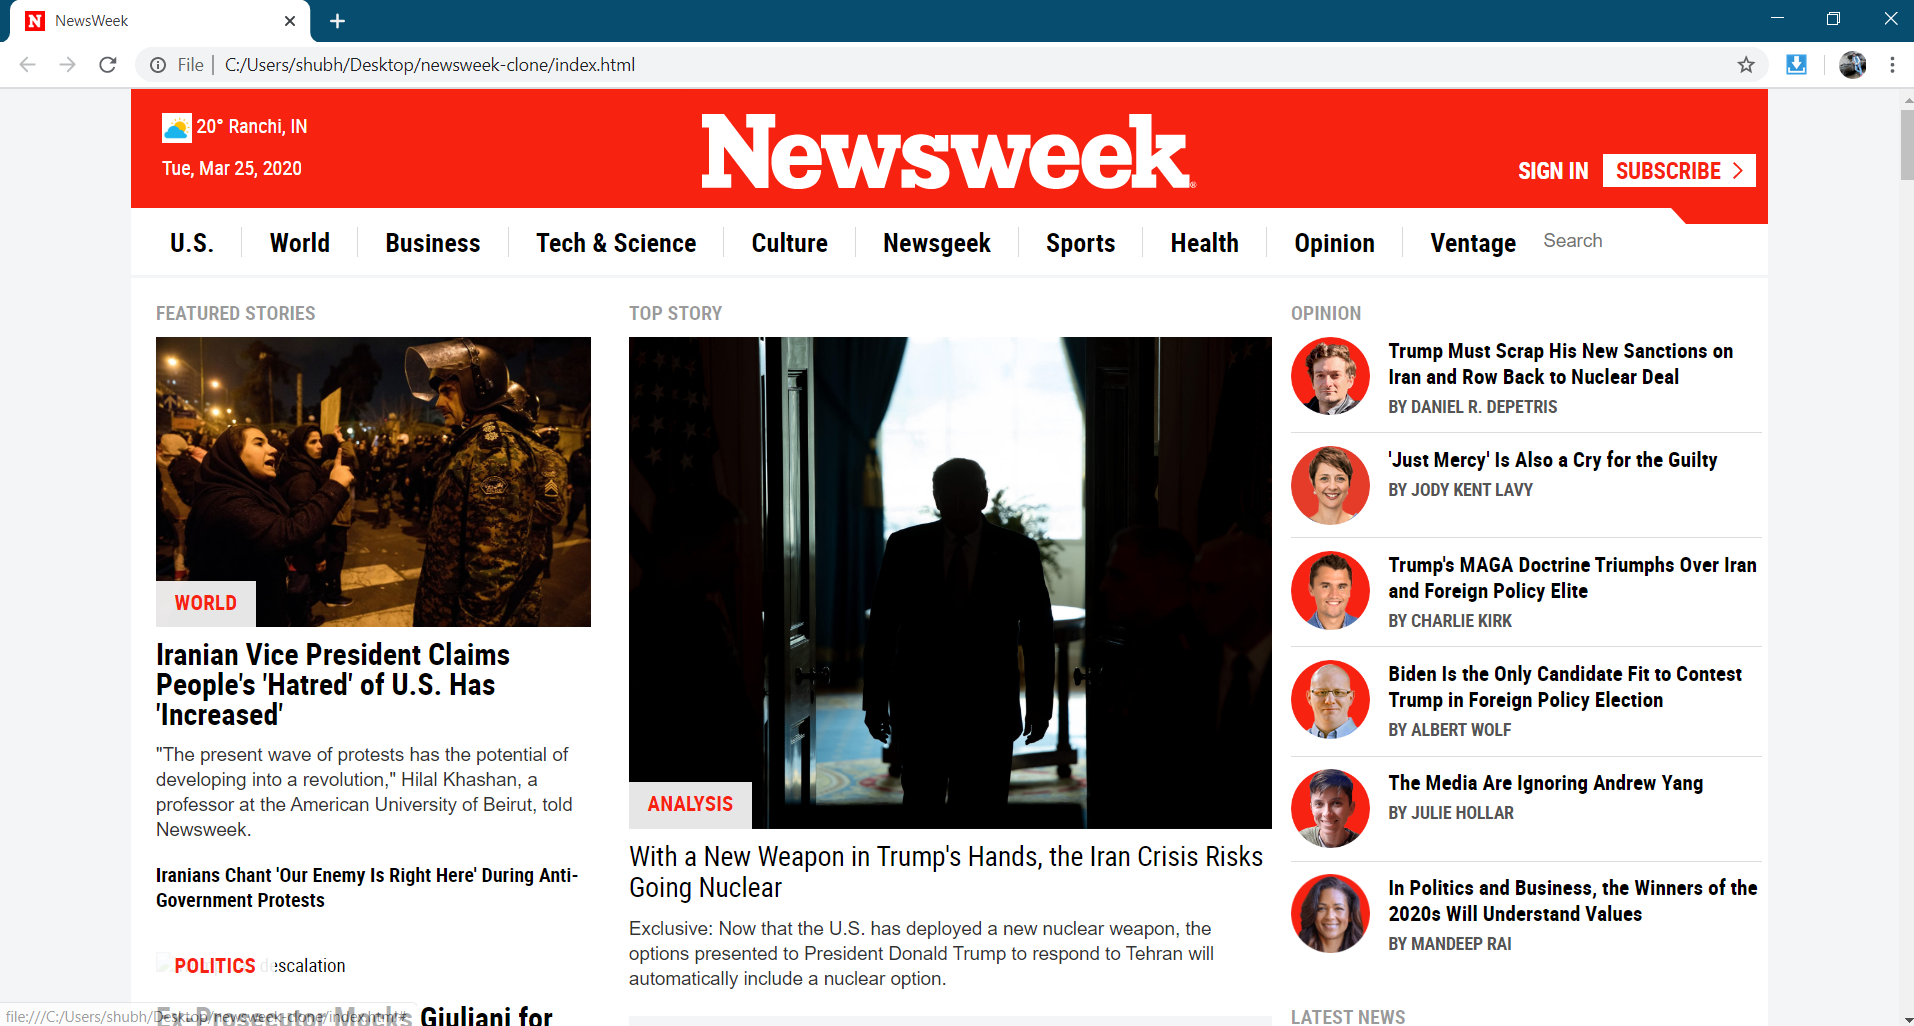 NewsWeek
File | C:/Users/shubh/Desktop/newsweek-clone/index.html
20° Ranchi, IN
Tue, Mar 25, 2020
Newsweek
SIGN IN
SUBSCRIBE
U.S.
World
Business
Tech & Science
Culture
Newsgeek
Sports
Health
Opinion
Ventage
Search
FEATURED STORIES
WORLD
Iranian Vice President Claims
People's 'Hatred' of U.S. Has
'Increased'
"The present wave of protests has the potential of
developing into a revolution," Hilal Khashan, a
professor at the American University of Beirut, told
Newsweek.
Iranians Chant 'Our Enemy Is Right Here' During Anti-
Government Protests
POLITICS descalation
Ex-Prosecutor Mocks Giuliani for
file:///C:/Users/shubh/Desktop/newsweek-clone/index.html#
TOP STORY
ANALYSIS
With a New Weapon in Trump's Hands, the Iran Crisis Risks
Going Nuclear
Exclusive: Now that the U.S. has deployed a new nuclear weapon, the
options presented to President Donald Trump to respond to Tehran will
automatically include a nuclear option.
OPINION
Trump Must Scrap His New Sanctions on
Iran and Row Back to Nuclear Deal
BY DANIEL R. DEPETRIS
'Just Mercy' Is Also a Cry for the Guilty
BY JODY KENT LAVY
Trump's MAGA Doctrine Triumphs Over Iran
and Foreign Policy Elite
BY CHARLIE KIRK
Biden Is the Only Candidate Fit to Contest
Trump in Foreign Policy Election
BY ALBERT WOLF
The Media Are Ignoring Andrew Yang
BY JULIE HOLLAR
In Politics and Business, the Winners of the
2020s Will Understand Values
BY MANDEEP RAI
LATEST NEWS